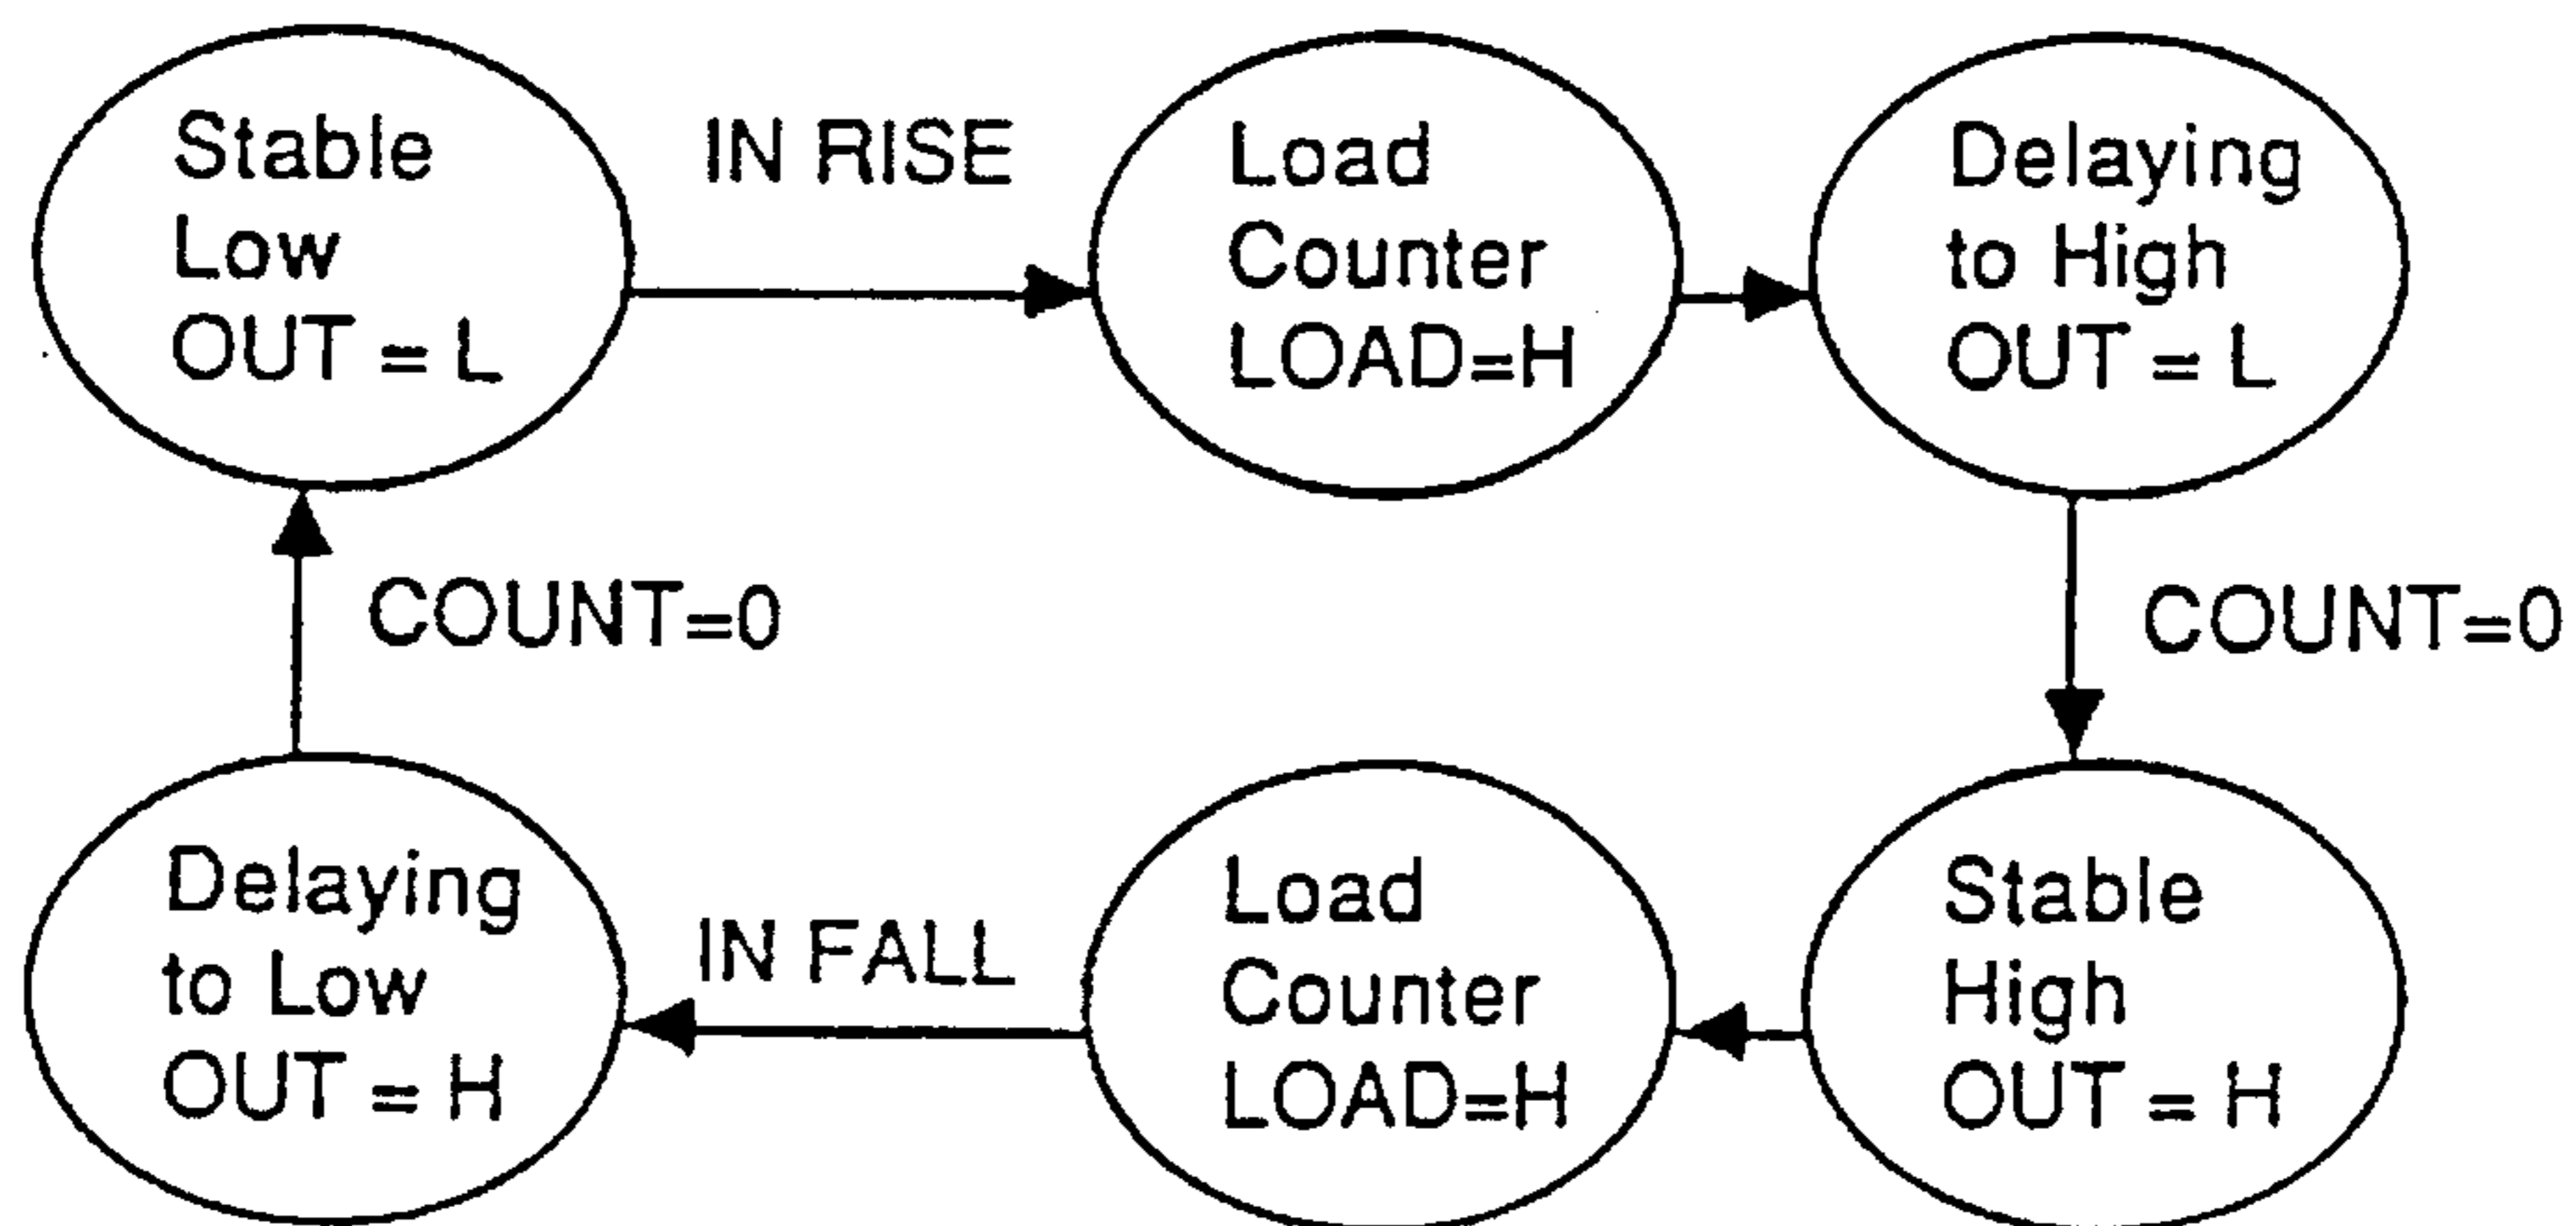 Stable
Low
OUT = L
IN RISE
Load
Counter
LOAD=H
Delaying
to High
OUT = L
COUNT=0
COUNT=0
Delaying
to Low
OUT = H
IN FALL
Load
Counter
LOAD=H
Stable
High
OUT = H